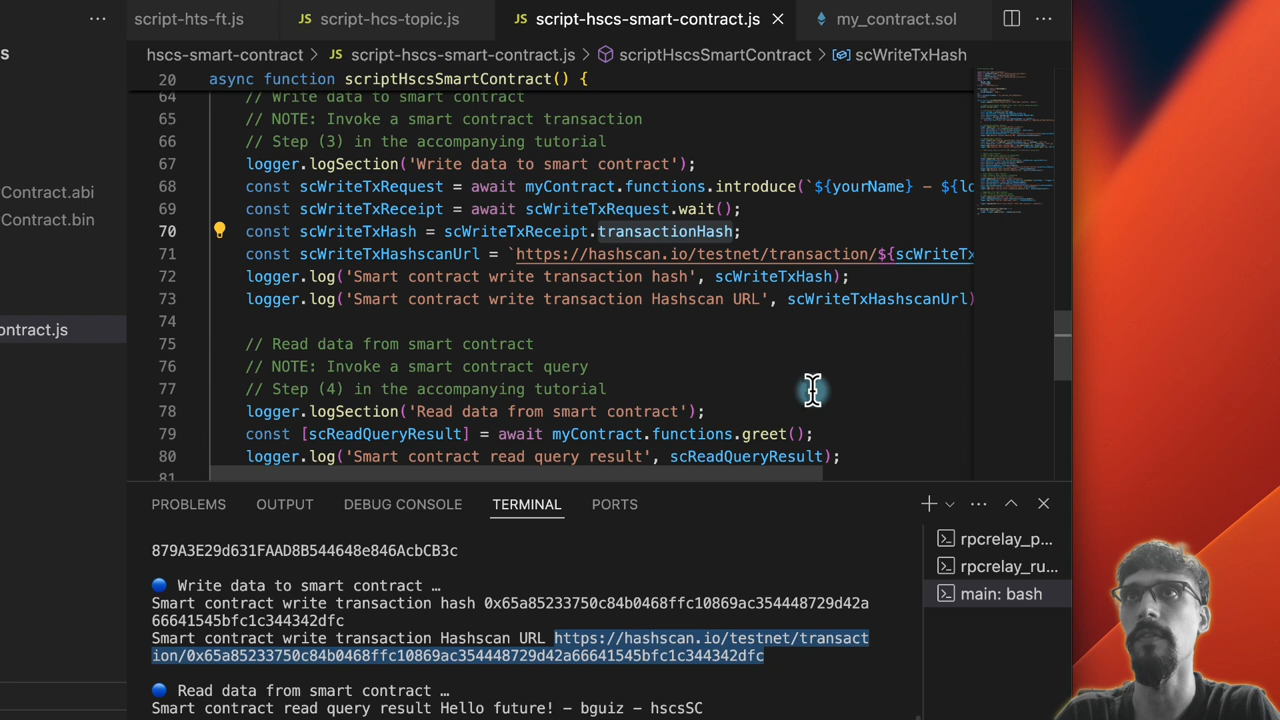 script-hts-ft.js
JS script-hcs-topic.js
JS script-hscs-smart-contract.js
my_contract.sol
s
hscs-smart-contract > JS script-hscs-smart-contract.js > scriptHscsSmartContract > scWriteTxHash
20 async function scriptHscsSmartContract() {
64 // Write data to smart contract
65 // NOTE: Invoke a smart contract transaction
66 // Step (3) in the accompanying tutorial
67 logger.logSection('Write data to smart contract');
68 const scWriteTxRequest = await myContract.functions.introduce(`${yourName} – ${lo
69 const scWriteTxReceipt = await scWriteTxRequest.wait();
70 const scWriteTxHash = scWriteTxReceipt.transactionHash;
71 const scWriteTxHashscanUrl = `https://hashscan.io/testnet/transaction/${scWriteTx
72 logger.log('Smart contract write transaction hash', scWriteTxHash);
73 logger.log('Smart contract write transaction Hashscan URL', scWriteTxHashscanUrl)
74
75 // Read data from smart contract
76 // NOTE: Invoke a smart contract query
77 // Step (4) in the accompanying tutorial
78 logger.logSection('Read data from smart contract');
79 const [scReadQueryResult] = await myContract.functions.greet();
80 logger.log('Smart contract read query result', scReadQueryResult);
81
Contract.abi
Contract.bin
ontract.js
PROBLEMS OUTPUT DEBUG CONSOLE TERMINAL PORTS
879A3E29d631FAAD8B544648e846AcbCB3c
Write data to smart contract …
Smart contract write transaction hash 0x65a85233750c84b0468ffc10869ac354448729d42a
66641545bfc1c344342dfc
Smart contract write transaction Hashscan URL https://hashscan.io/testnet/transact
ion/0x65a85233750c84b0468ffc10869ac354448729d42a66641545bfc1c344342dfc
Read data from smart contract …
Smart contract read query result Hello future! – bguiz – hscsSC
rpcrelay_p...
rpcrelay_ru...
main: bash